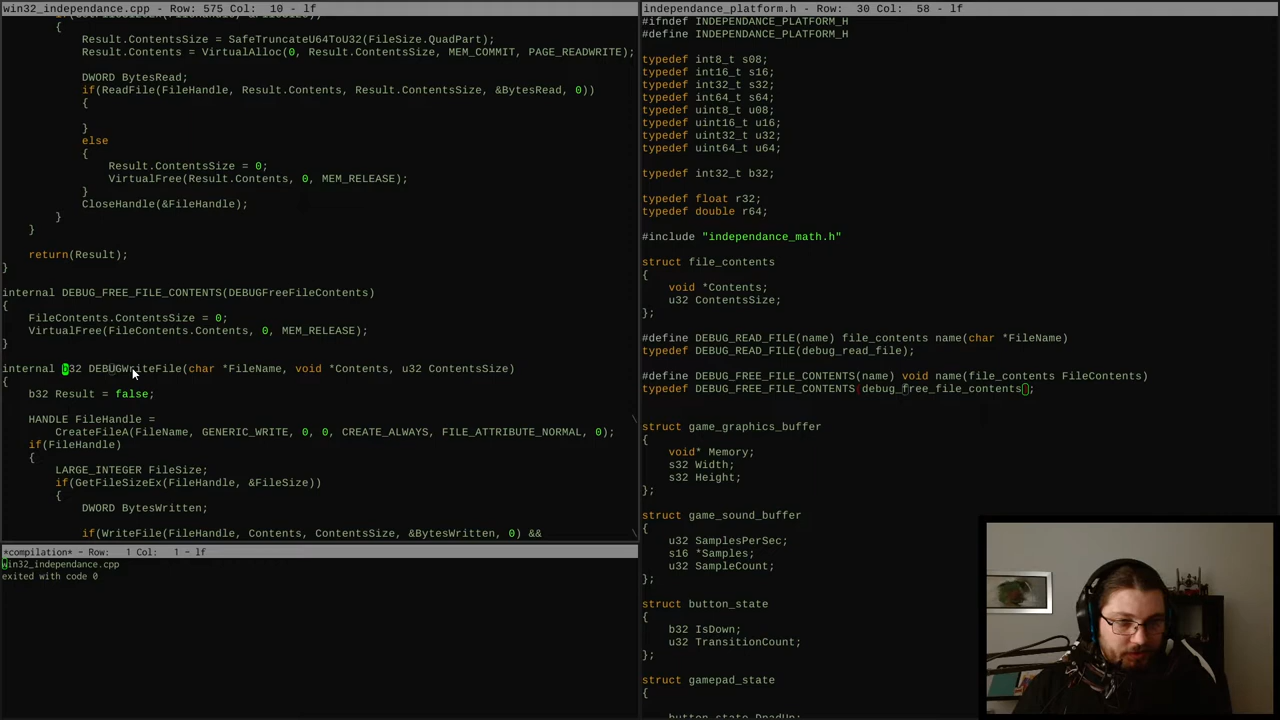 win32_independance.cpp - Row: 575 Col: 10 - lf
{
Result.ContentsSize = SafeTruncateU64ToU32(FileSize.QuadPart);
Result.Contents = VirtualAlloc(0, Result.ContentsSize, MEM_COMMIT, PAGE_READWRITE);
DWORD BytesRead;
if(ReadFile(FileHandle, Result.Contents, Result.ContentsSize, &BytesRead, 0))
{
}
else
{
Result.ContentsSize = 0;
VirtualFree(Result.Contents, 0, MEM_RELEASE);
}
CloseHandle(&FileHandle);
}
}
return(Result);
}
internal DEBUG_FREE_FILE_CONTENTS(DEBUGFreeFileContents)
{
FileContents.ContentsSize = 0;
VirtualFree(FileContents.Contents, 0, MEM_RELEASE);
}
internal b32 DEBUGWriteFile(char *FileName, void *Contents, u32 ContentsSize)
{
b32 Result = false;
HANDLE FileHandle = \
CreateFileA(FileName, GENERIC_WRITE, 0, 0, CREATE_ALWAYS, FILE_ATTRIBUTE_NORMAL, 0);
if(FileHandle)
{
LARGE_INTEGER FileSize;
if(GetFileSizeEx(FileHandle, &FileSize))
{
DWORD BytesWritten;
if(WriteFile(FileHandle, Contents, ContentsSize, &BytesWritten, 0) && \
*compilation* - Row: 1 Col: 1 - lf
win32_independance.cpp
exited with code 0
independance_platform.h - Row: 30 Col: 58 - lf
#ifndef INDEPENDANCE_PLATFORM_H
#define INDEPENDANCE_PLATFORM_H
typedef int8_t s08;
typedef int16_t s16;
typedef int32_t s32;
typedef int64_t s64;
typedef uint8_t u08;
typedef uint16_t u16;
typedef uint32_t u32;
typedef uint64_t u64;
typedef int32_t b32;
typedef float r32;
typedef double r64;
#include "independance_math.h"
struct file_contents
{
void *Contents;
u32 ContentsSize;
};
#define DEBUG_READ_FILE(name) file_contents name(char *FileName)
typedef DEBUG_READ_FILE(debug_read_file);
#define DEBUG_FREE_FILE_CONTENTS(name) void name(file_contents FileContents)
typedef DEBUG_FREE_FILE_CONTENTS(debug_free_file_contents);
struct game_graphics_buffer
{
void* Memory;
s32 Width;
s32 Height;
};
struct game_sound_buffer
{
u32 SamplesPerSec;
s16 *Samples;
u32 SampleCount;
};
struct button_state
{
b32 IsDown;
u32 TransitionCount;
};
struct gamepad_state
{
button_state DpadUp;